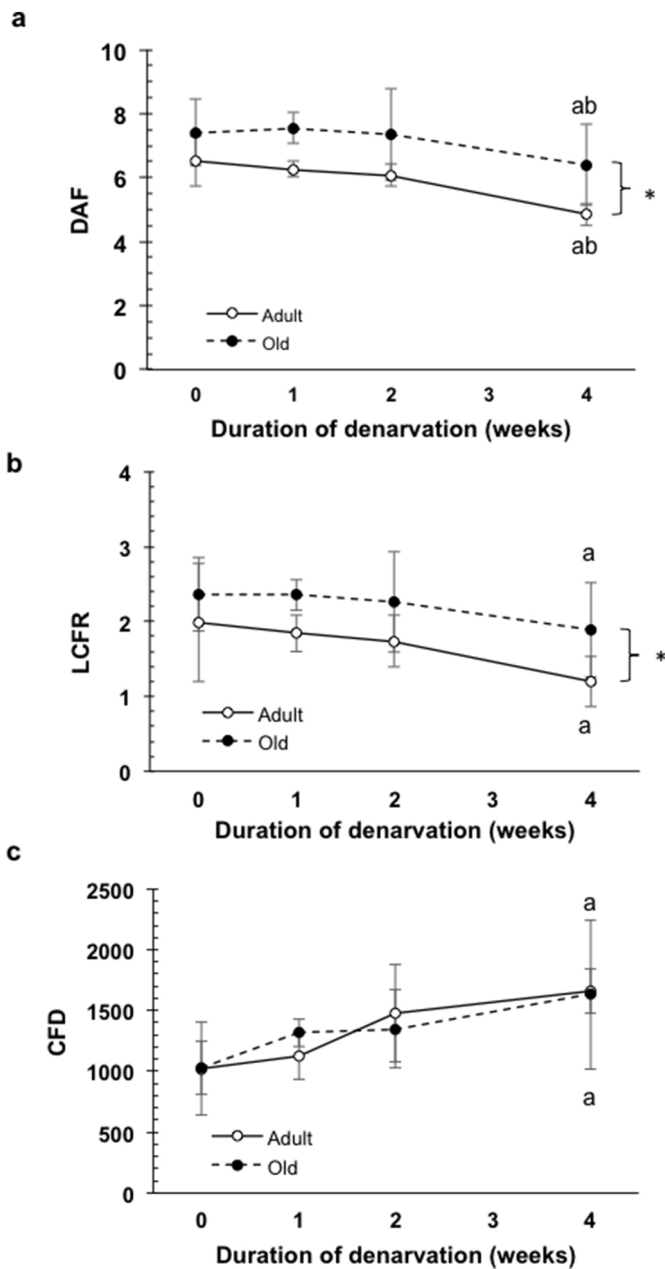 a
10
8
6
4
2
0
DAF
ab
ab
*
Adult
Old
0 1 2 3 4
Duration of denarvation (weeks)
b
4
3
2
1
0
LCFR
a
a
*
Adult
Old
0 1 2 3 4
Duration of denarvation (weeks)
c
2500
2000
1500
1000
500
0
CFD
a
a
Adult
Old
0 1 2 3 4
Duration of denarvation (weeks)